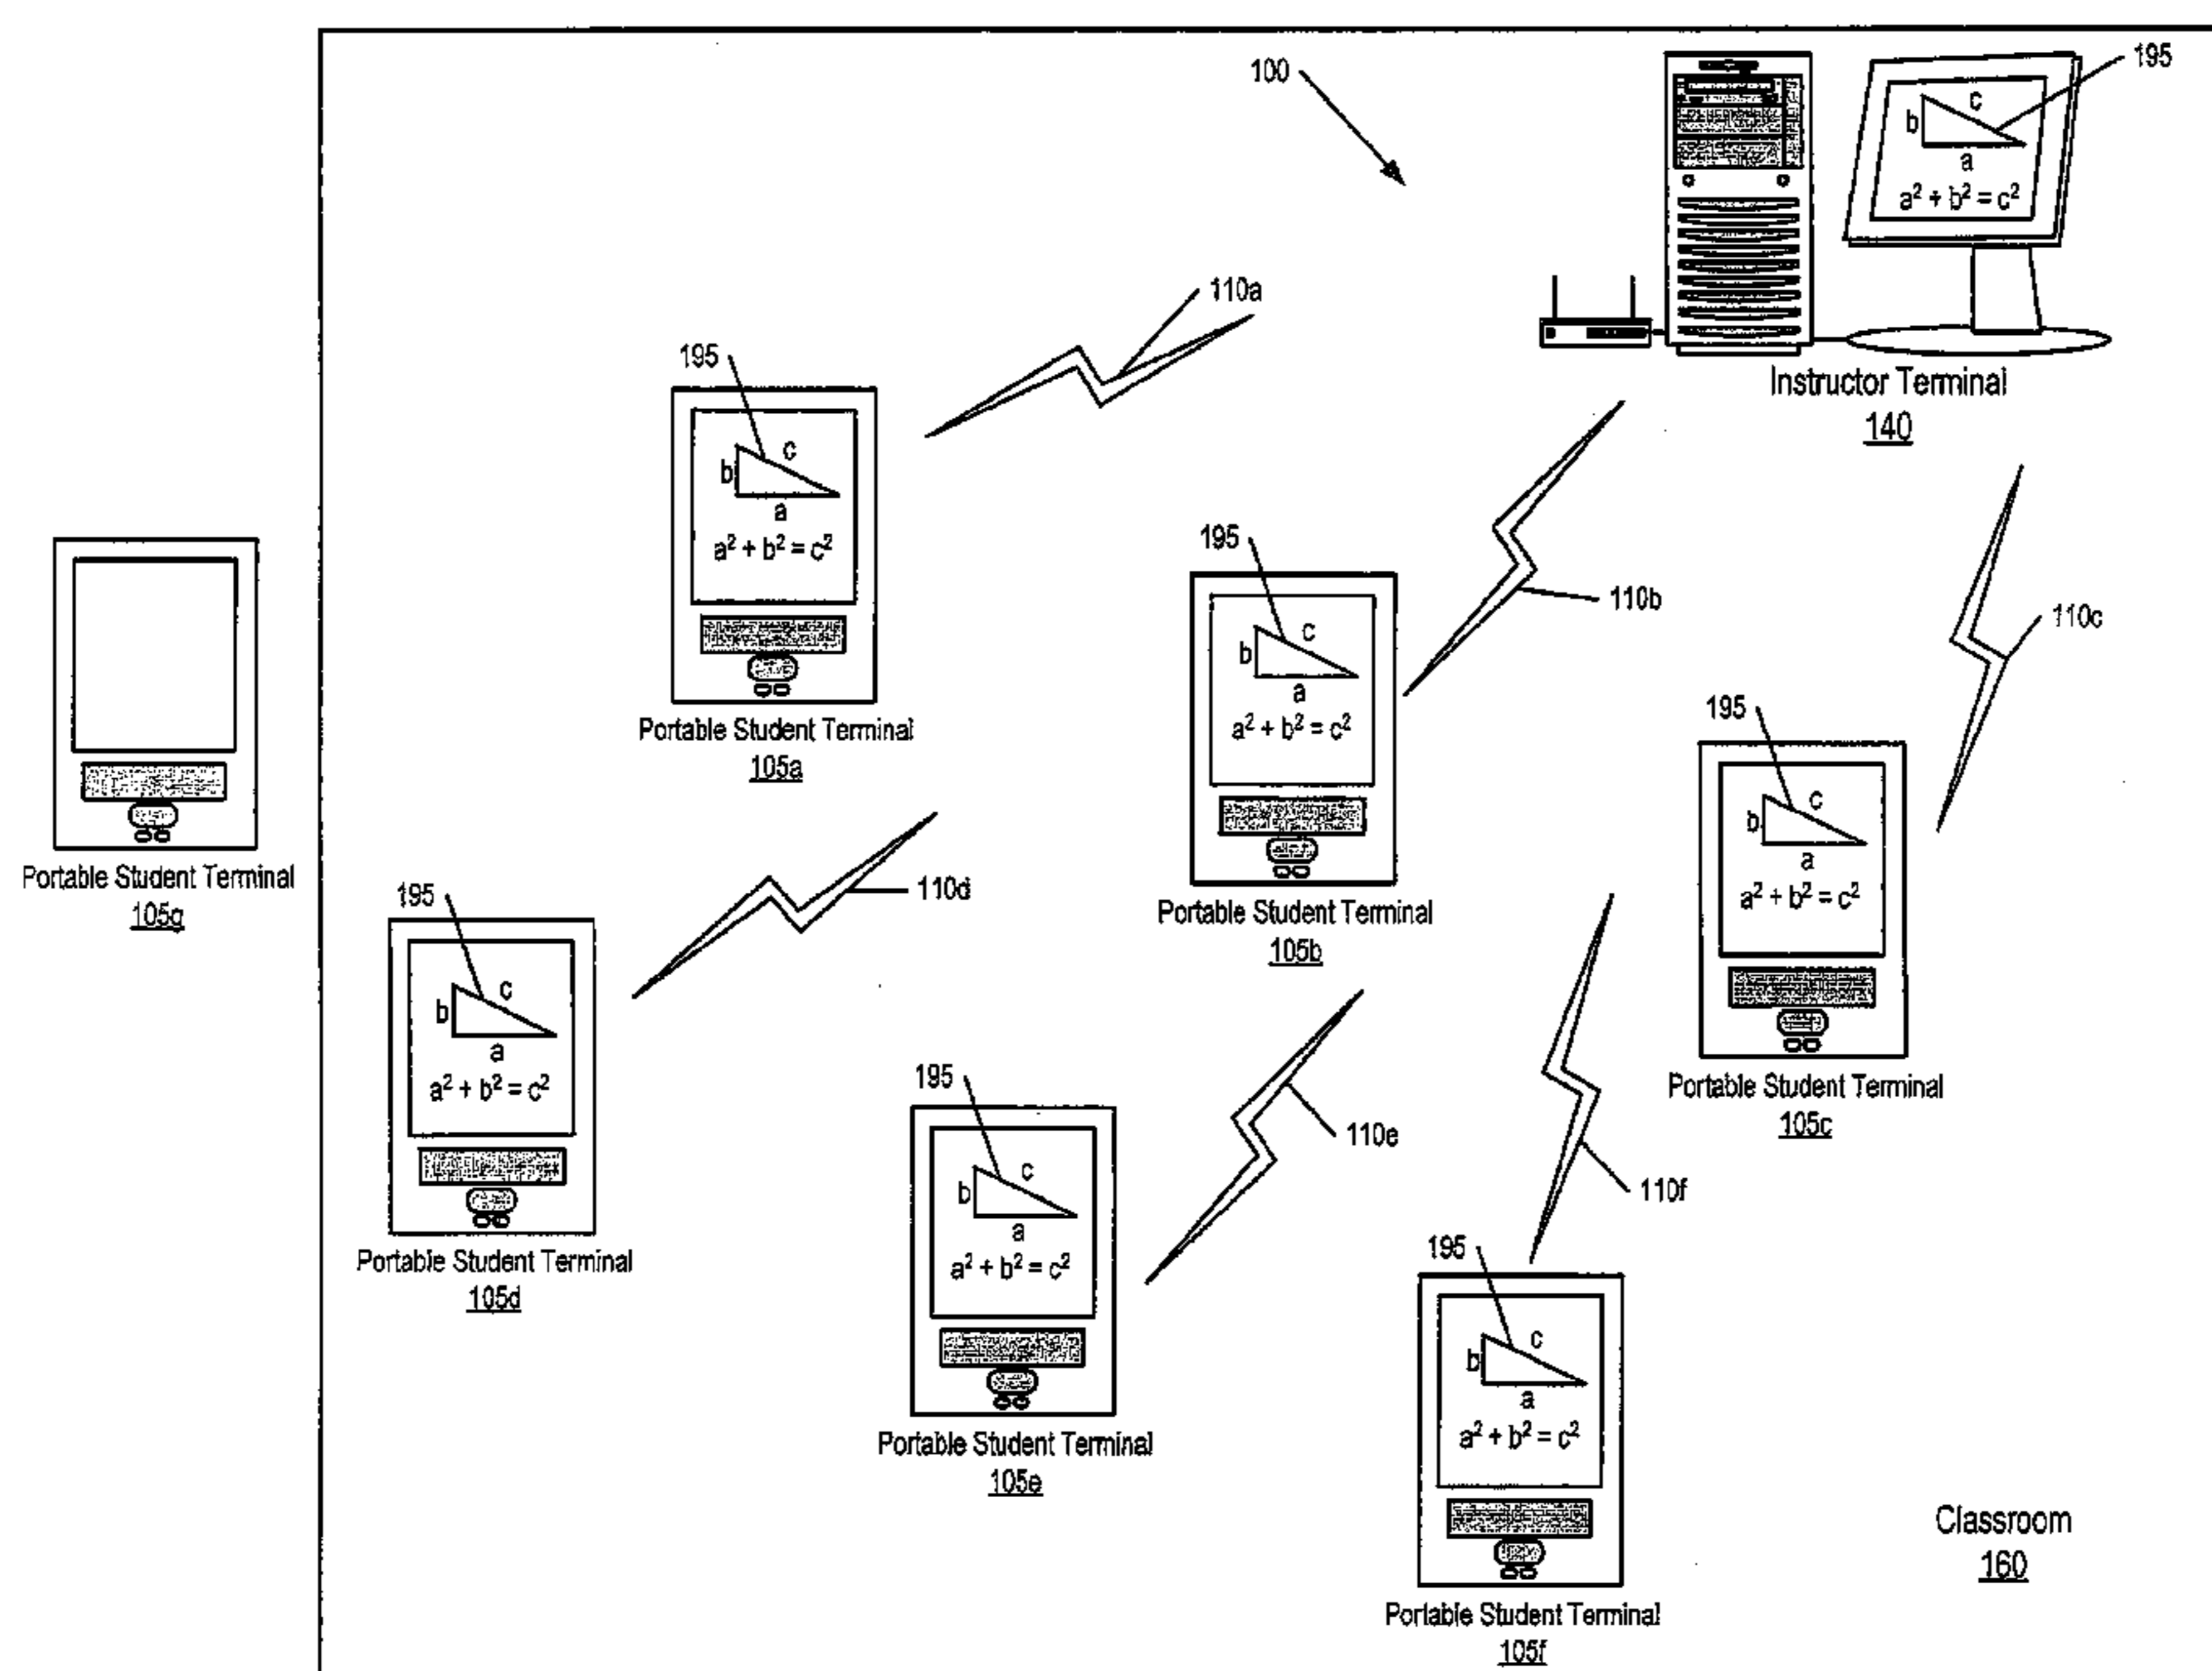 100
195
c
b
a
a² + b² = c²
Instructor Terminal
140
110a
195
c
b
a
a² + b² = c²
Portable Student Terminal
105a
110b
195
c
b
a
a² + b² = c²
Portable Student Terminal
105b
110c
195
c
b
a
a² + b² = c²
Portable Student Terminal
105c
Portable Student Terminal
105g
110d
195
c
b
a
a² + b² = c²
Portable Student Terminal
105d
110e
195
c
b
a
a² + b² = c²
Portable Student Terminal
105e
110f
195
c
b
a
a² + b² = c²
Portable Student Terminal
105f
Classroom
160